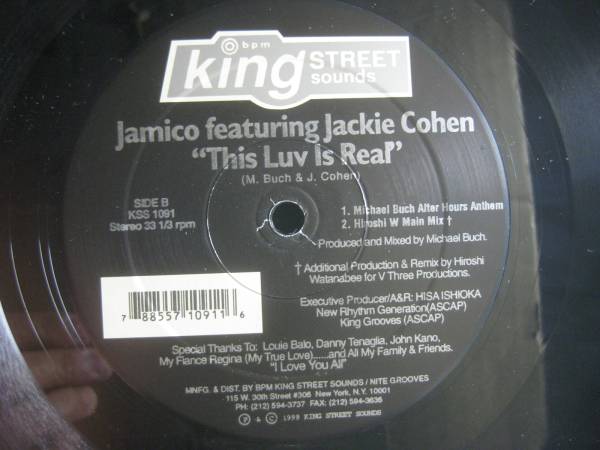 bpm
king STREET
sounds
Jamico featuring Jackie Cohen
"This Luv Is Real"
(M. Buch & J. Cohen)
SIDE B
KSS 1091
Stereo 33 1/3 rpm
1. Michael Buch After Hours Anthem
2. Hiroshi W Main Mix †
Produced and Mixed by Michael Buch.
† Additional Production & Remix by Hiroshi
Watanabee for V Three Productions.
Executive Producer/A&R: HISA ISHIOKA
New Rhythm Generation(ASCAP)
King Grooves (ASCAP)
7 88557 10911 6
Special Thanks To: Louie Balo, Danny Tenaglia, John Kano,
My Fiance Regina (My True Love)......and All My Family & Friends.
"I Love You All"
MNFG. & DIST. BY BPM KING STREET SOUNDS / NITE GROOVES
115 W. 30th Street #306 New York, N.Y. 10001
PH: (212) 594-3737 FAX: (212) 594-3636
℗ & © 1999 KING STREET SOUNDS